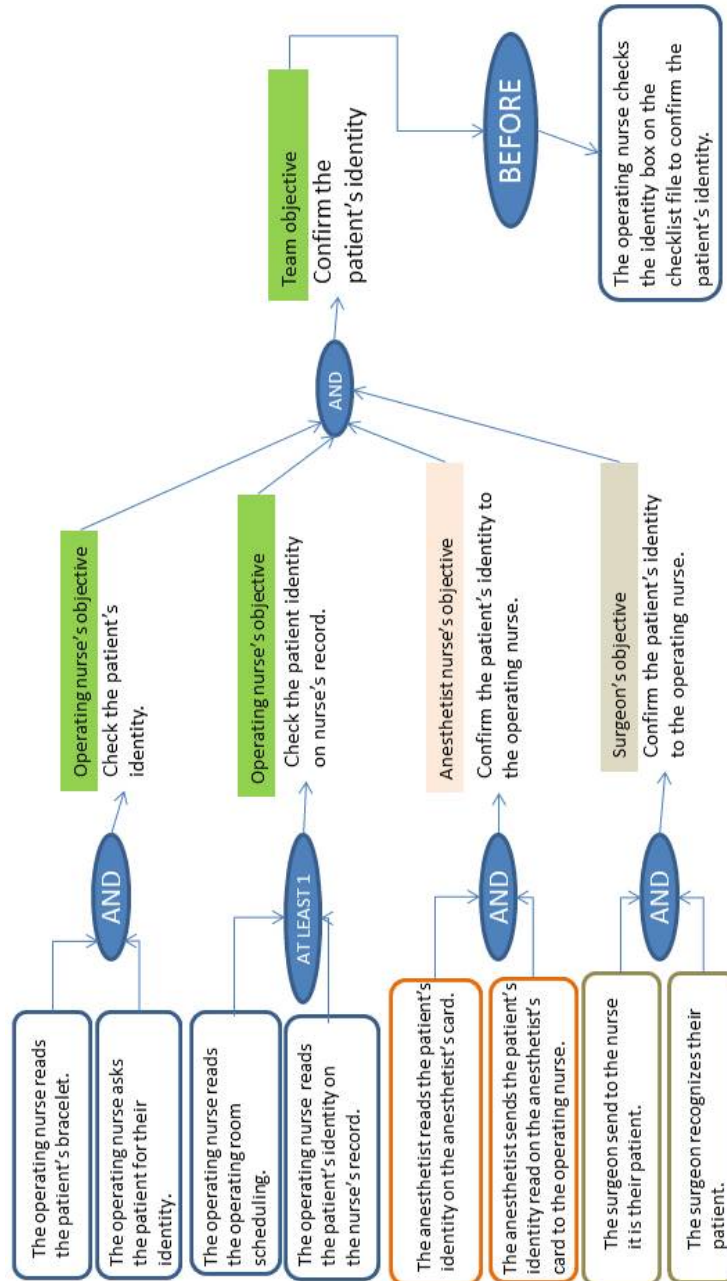 The operating nurse reads
the patient's bracelet.
The operating nurse asks
the patient for their
identity.
AND
Operating nurse's objective
Check the patient's
identity.
The operating nurse reads
the operating room
scheduling.
The operating nurse reads
the patient's identity on
the nurse's record.
AT LEAST 1
Operating nurse's objective
Check the patient identity
on nurse's record.
The anesthetist reads the patient's
identity on the anesthetist's card.
The anesthetist sends the patient's
identity read on the anesthetist's
card to the operating nurse.
AND
Anesthetist nurse's objective
Confirm the patient's identity to
the operating nurse.
The surgeon send to the nurse
it is their patient.
The surgeon recognizes their
patient.
AND
Surgeon's objective
Confirm the patient's identity
to the operating nurse.
AND
Team objective
Confirm the
patient's identity
BEFORE
The operating nurse checks
the identity box on the
checklist file to confirm the
patient's identity.